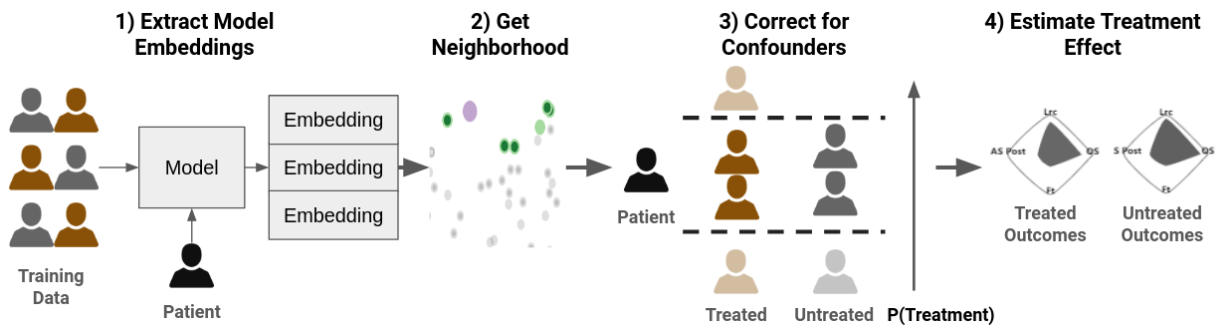 1) Extract Model
Embeddings
2) Get
Neighborhood
3) Correct for
Confounders
4) Estimate Treatment
Effect
Training
Data
Model
Patient
Embedding
Embedding
Embedding
Patient
Treated
Untreated
P(Treatment)
Lrc
AS Post
QS
Ft
Treated
Outcomes
Lrc
S Post
QS
Ft
Untreated
Outcomes